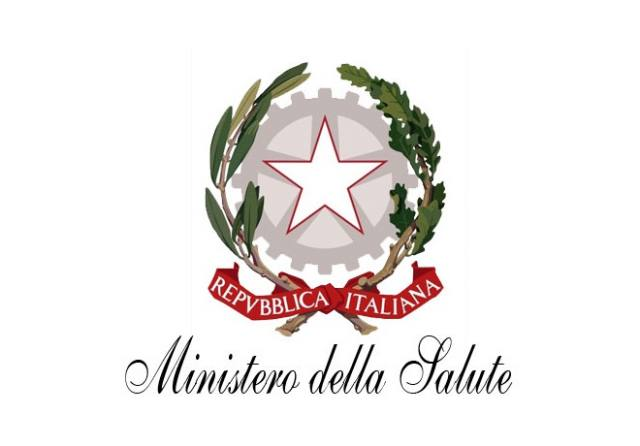 REPVBBLICA ITALIANA
Ministero della Salute